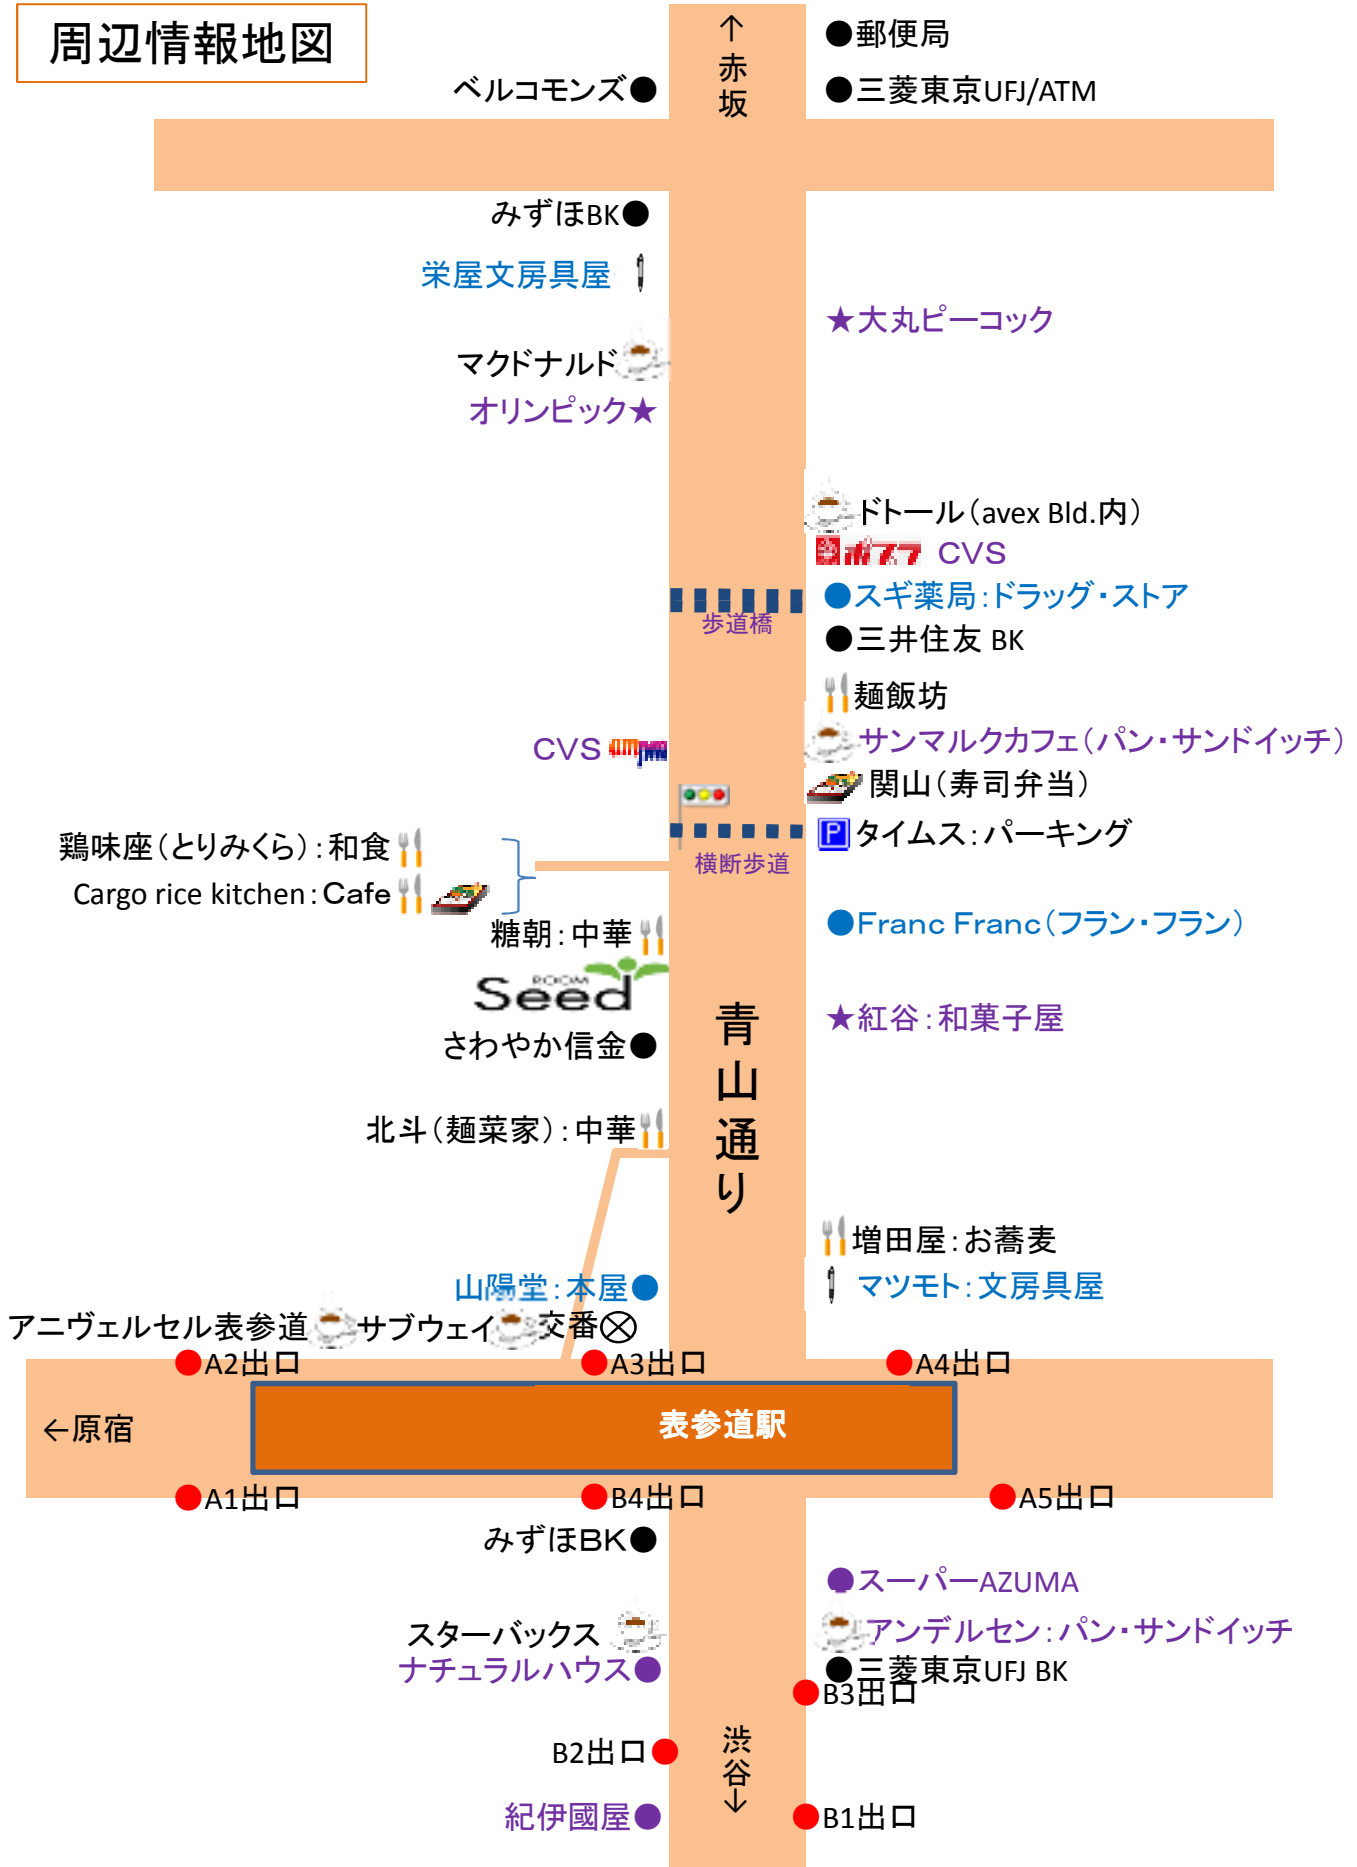 周辺情報地図
↑赤坂
●郵便局
ベルコモンズ●
●三菱東京UFJ/ATM
みずほBK●
栄屋文房具屋
★大丸ピーコック
マクドナルド
オリンピック★
ドトール(avex Bld.内)
ポプラ CVS
●スギ薬局:ドラッグ・ストア
歩道橋
●三井住友 BK
麺飯坊
CVS ampm
サンマルクカフェ(パン・サンドイッチ)
関山(寿司弁当)
P タイムス:パーキング
横断歩道
鶏味座(とりみくら):和食
Cargo rice kitchen:Cafe
糖朝:中華
●Franc Franc(フラン・フラン)
ROOM
Seed
★紅谷:和菓子屋
青山通り
さわやか信金●
北斗(麺菜家):中華
増田屋:お蕎麦
山陽堂:本屋●
マツモト:文房具屋
アニヴェルセル表参道 サブウェイ 交番
●A2出口
●A3出口
●A4出口
表参道駅
←原宿
●A1出口
●B4出口
●A5出口
みずほBK●
●スーパーAZUMA
スターバックス
アンデルセン:パン・サンドイッチ
ナチュラルハウス●
●三菱東京UFJ BK
●B3出口
B2出口●
渋谷↓
紀伊國屋●
●B1出口